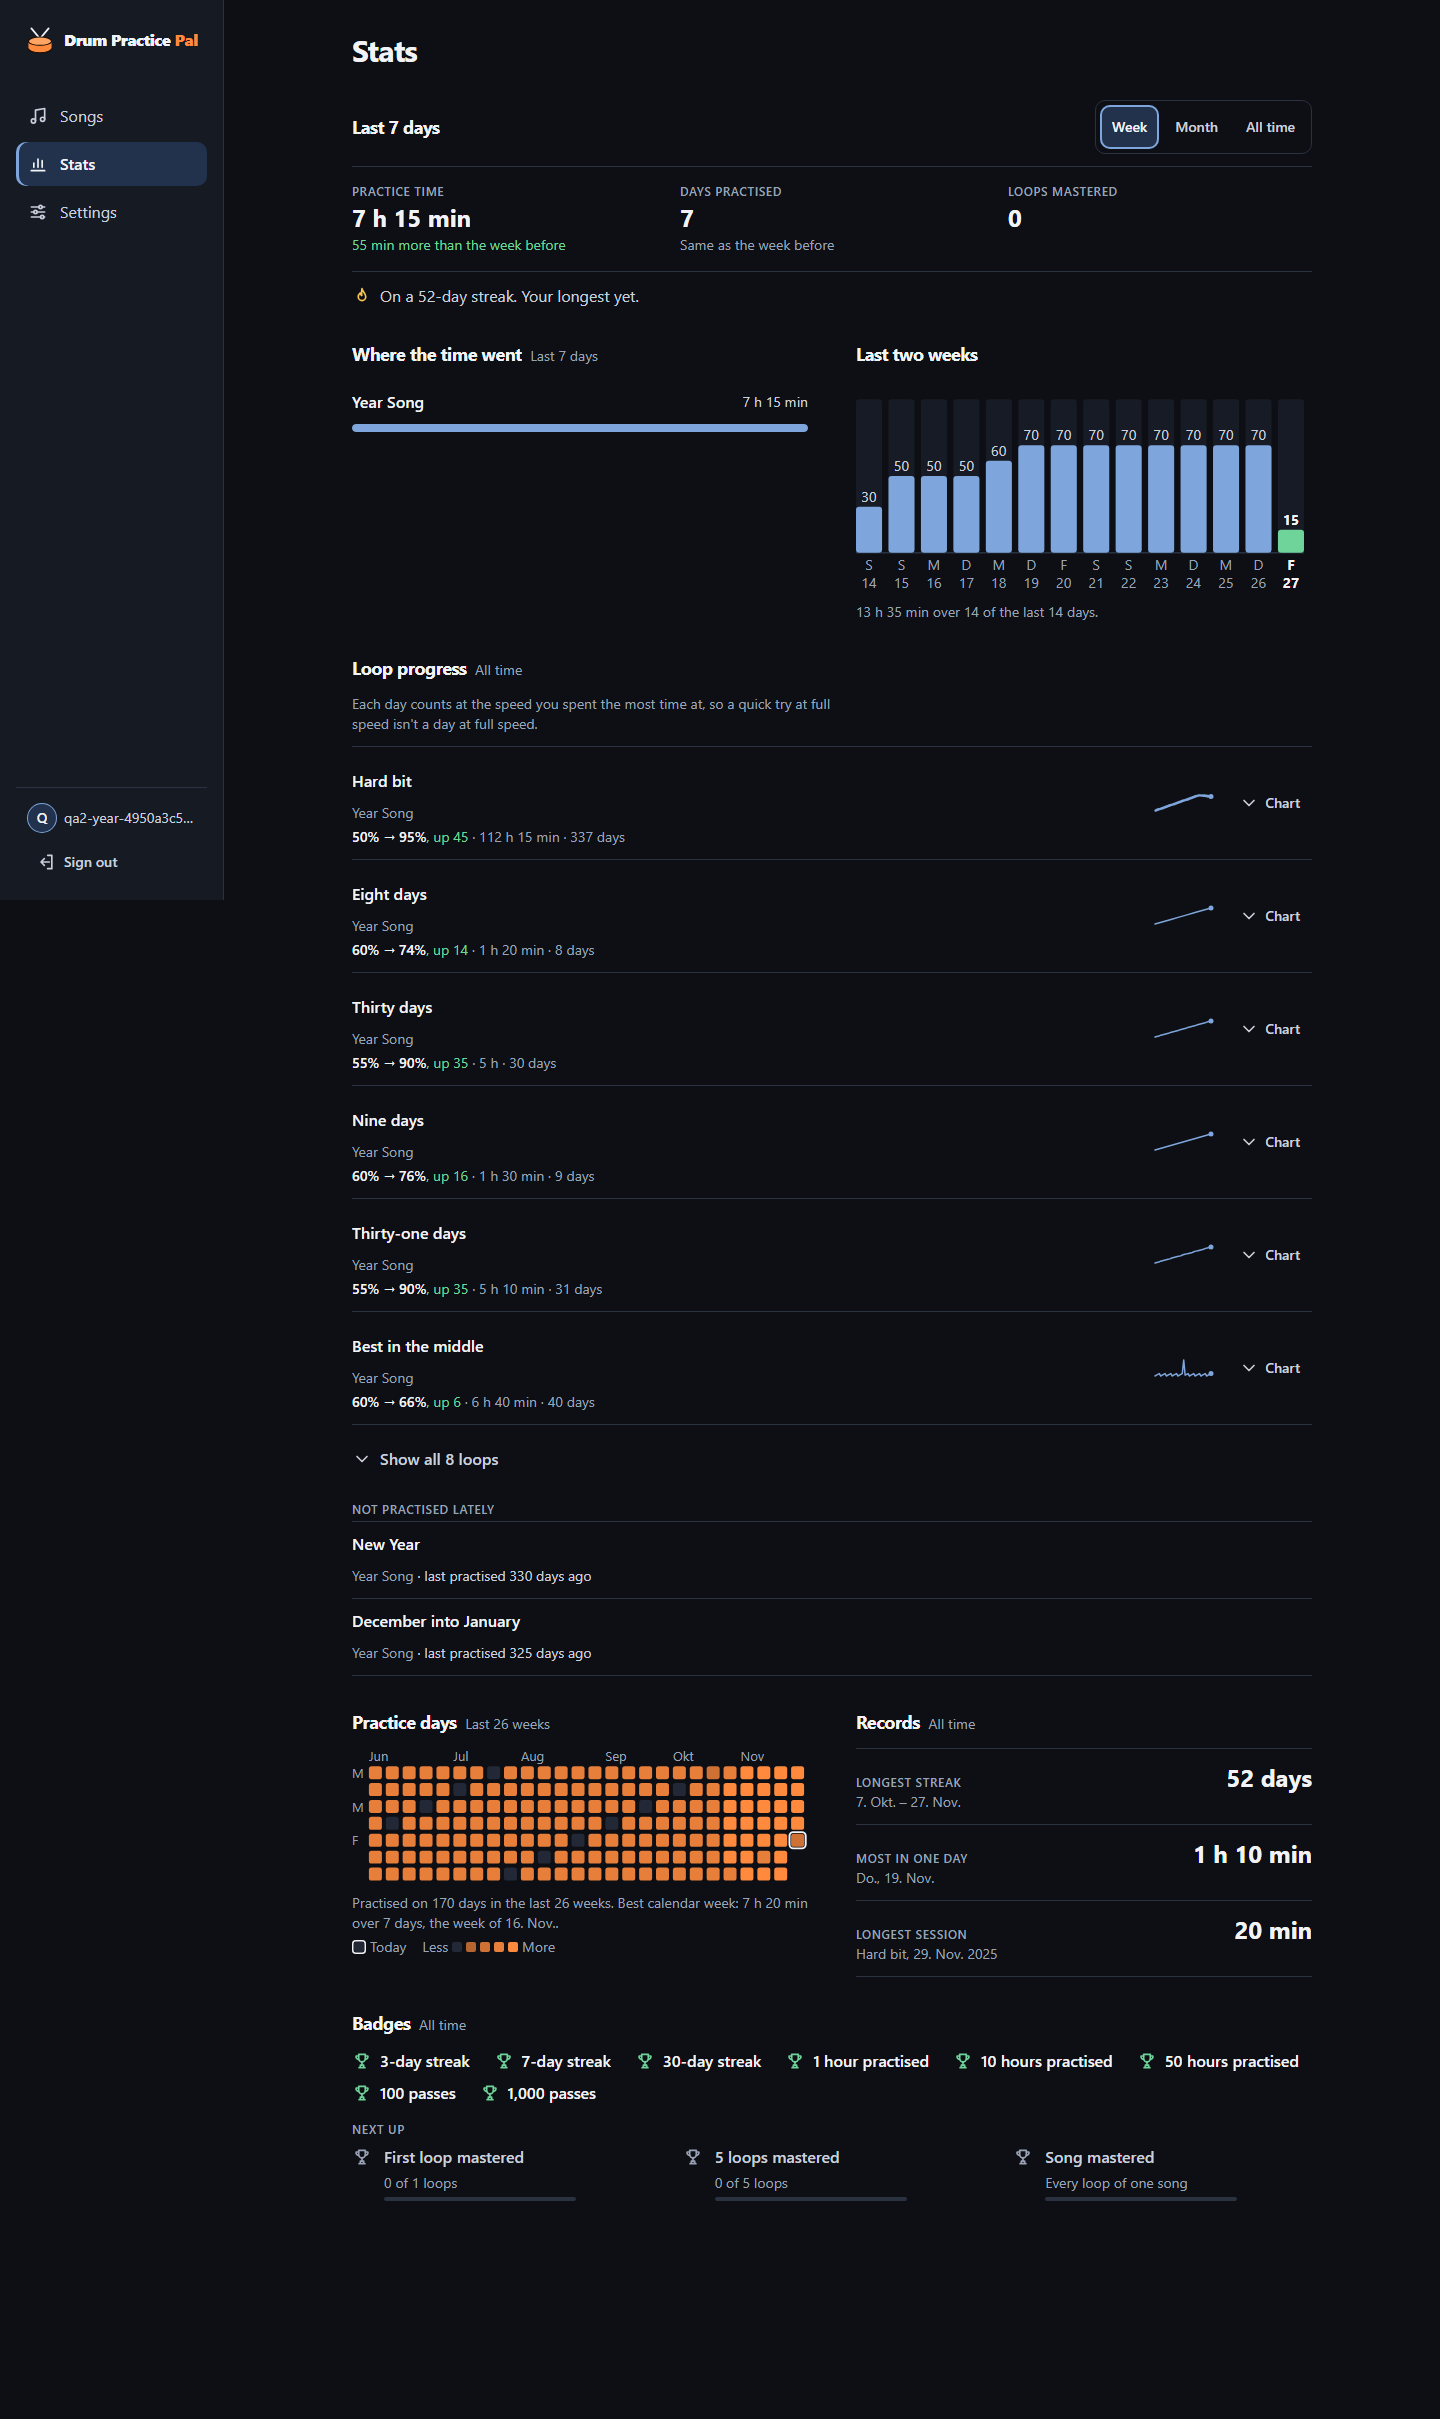 Drum Practice Pal
Songs
Stats
Settings
qa2-year-4950a3c5...
Sign out
Stats
Last 7 days
Week Month All time
PRACTICE TIME DAYS PRACTISED LOOPS MASTERED
7 h 15 min 7 0
55 min more than the week before Same as the week before
On a 52-day streak. Your longest yet.
Where the time went Last 7 days
Year Song 7 h 15 min
Last two weeks
30 50 50 50 60 70 70 70 70 70 70 70 70 15
S S M D M D F S S M D M D F
14 15 16 17 18 19 20 21 22 23 24 25 26 27
13 h 35 min over 14 of the last 14 days.
Loop progress All time
Each day counts at the speed you spent the most time at, so a quick try at full
speed isn't a day at full speed.
Hard bit
Year Song
50% → 95%, up 45 · 112 h 15 min · 337 days
Chart
Eight days
Year Song
60% → 74%, up 14 · 1 h 20 min · 8 days
Chart
Thirty days
Year Song
55% → 90%, up 35 · 5 h · 30 days
Chart
Nine days
Year Song
60% → 76%, up 16 · 1 h 30 min · 9 days
Chart
Thirty-one days
Year Song
55% → 90%, up 35 · 5 h 10 min · 31 days
Chart
Best in the middle
Year Song
60% → 66%, up 6 · 6 h 40 min · 40 days
Chart
Show all 8 loops
NOT PRACTISED LATELY
New Year
Year Song · last practised 330 days ago
December into January
Year Song · last practised 325 days ago
Practice days Last 26 weeks
Jun Jul Aug Sep Okt Nov
M
M
F
Practised on 170 days in the last 26 weeks. Best calendar week: 7 h 20 min
over 7 days, the week of 16. Nov..
Today Less More
Records All time
LONGEST STREAK 52 days
7. Okt. – 27. Nov.
MOST IN ONE DAY 1 h 10 min
Do., 19. Nov.
LONGEST SESSION 20 min
Hard bit, 29. Nov. 2025
Badges All time
3-day streak 7-day streak 30-day streak 1 hour practised 10 hours practised 50 hours practised
100 passes 1,000 passes
NEXT UP
First loop mastered 5 loops mastered Song mastered
0 of 1 loops 0 of 5 loops Every loop of one song